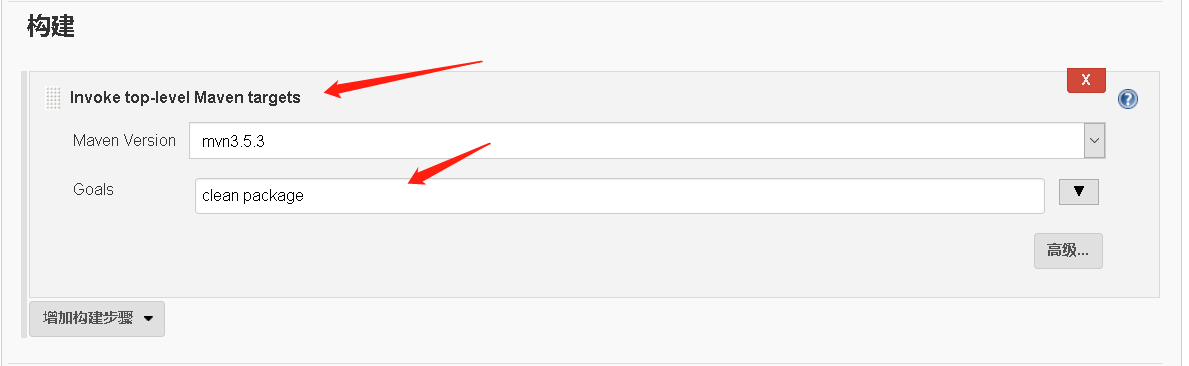 构建
Invoke top-level Maven targets
X
?
Maven Version
mvn3.5.3
Goals
clean package
▼
高级...
增加构建步骤